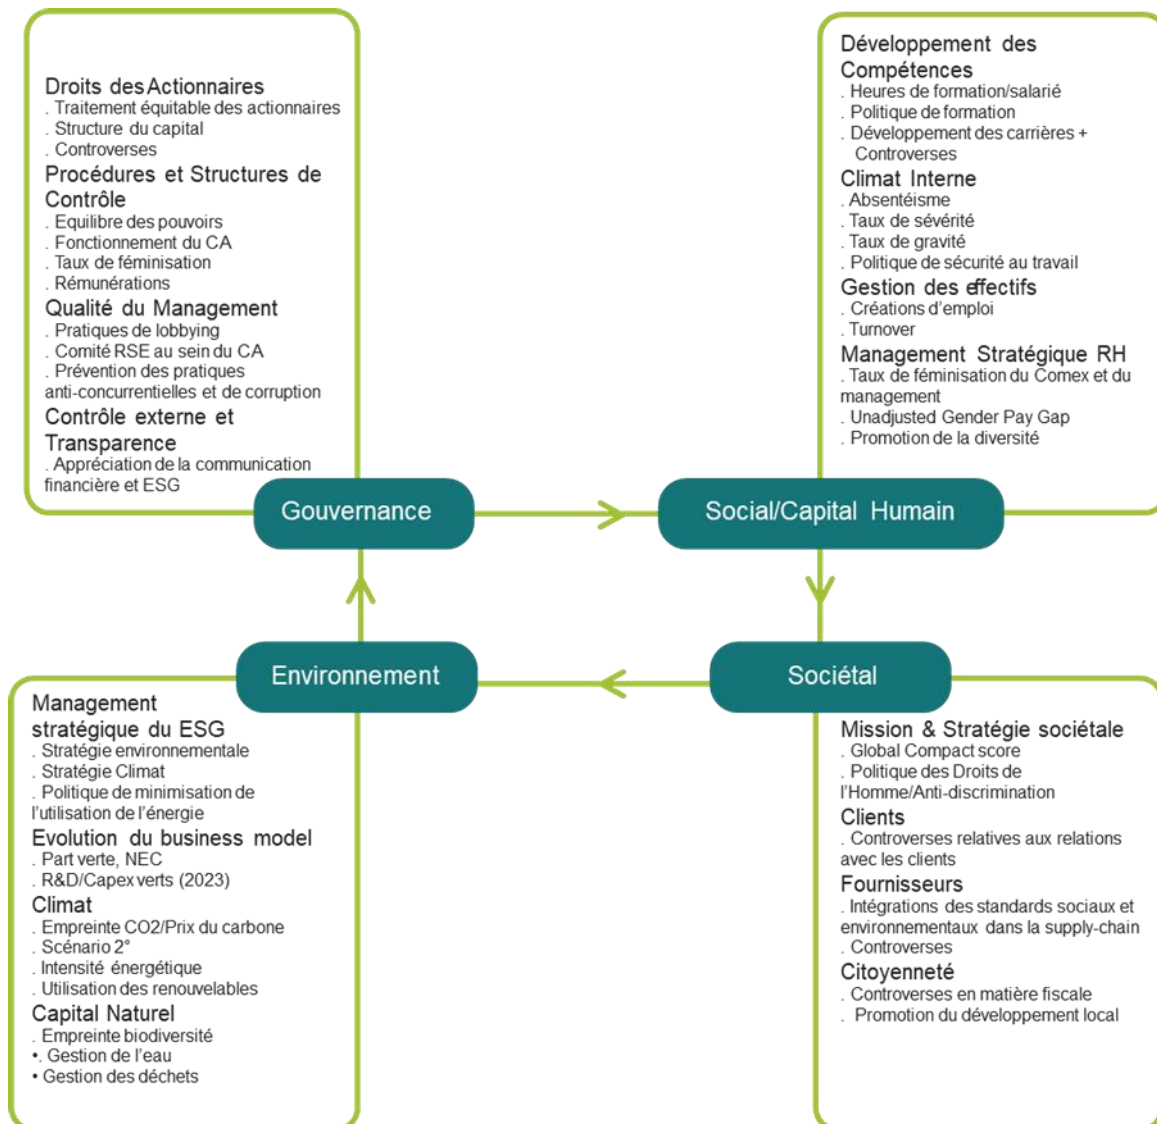 Droits des Actionnaires
. Traitement équitable des actionnaires
. Structure du capital
. Controverses
Procédures et Structures de
Contrôle
. Equilibre des pouvoirs
. Fonctionnement du CA
. Taux de féminisation
. Rémunérations
Qualité du Management
. Pratiques de lobbying
. Comité RSE au sein du CA
. Prévention des pratiques
anti-concurrentielles et de corruption
Contrôle externe et
Transparence
. Appréciation de la communication
financière et ESG
Gouvernance
Développement des
Compétences
. Heures de formation/salarié
. Politique de formation
. Développement des carrières +
Controverses
Climat Interne
. Absentéisme
. Taux de sévérité
. Taux de gravité
. Politique de sécurité au travail
Gestion des effectifs
. Créations d'emploi
. Turnover
Management Stratégique RH
. Taux de féminisation du Comex et du
management
. Unadjusted Gender Pay Gap
. Promotion de la diversité
Social/Capital Humain
Environnement
Management
stratégique du ESG
. Stratégie environnementale
. Stratégie Climat
. Politique de minimisation de
l'utilisation de l'énergie
Evolution du business model
. Part verte, NEC
. R&D/Capex verts (2023)
Climat
. Empreinte CO2/Prix du carbone
. Scénario 2°
. Intensité énergétique
. Utilisation des renouvelables
Capital Naturel
. Empreinte biodiversité
•. Gestion de l'eau
• Gestion des déchets
Sociétal
Mission & Stratégie sociétale
. Global Compact score
. Politique des Droits de
l'Homme/Anti-discrimination
Clients
. Controverses relatives aux relations
avec les clients
Fournisseurs
. Intégrations des standards sociaux et
environnementaux dans la supply-chain
. Controverses
Citoyenneté
. Controverses en matière fiscale
. Promotion du développement local